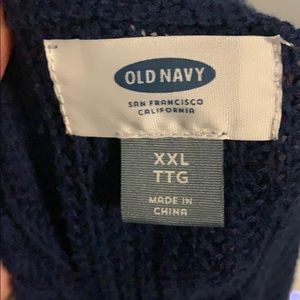 OLD NAVY
SAN FRANCISCO
CALIFORNIA
XXL
TTG
MADE IN
CHINA